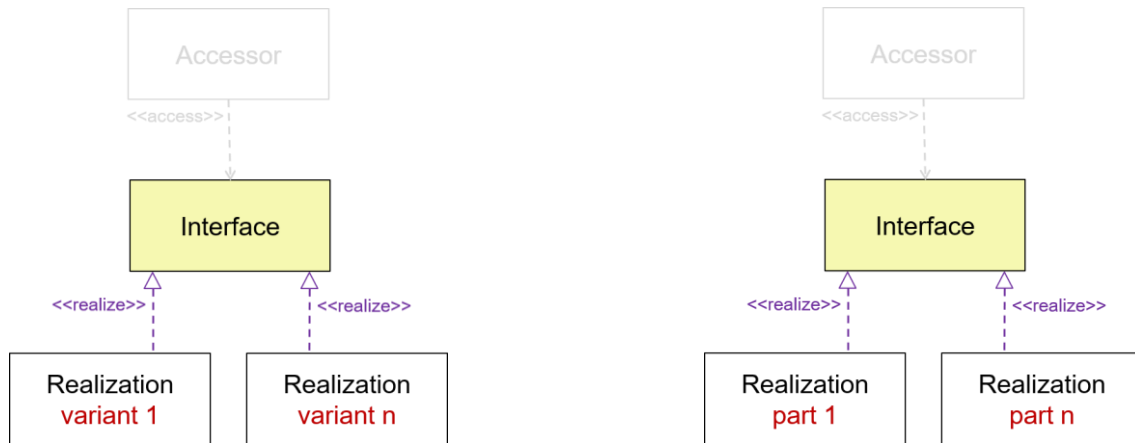 Accessor
<<access>>
Interface
<<realize>>
<<realize>>
Realization
variant 1
Realization
variant n
Accessor
<<access>>
Interface
<<realize>>
<<realize>>
Realization
part 1
Realization
part n